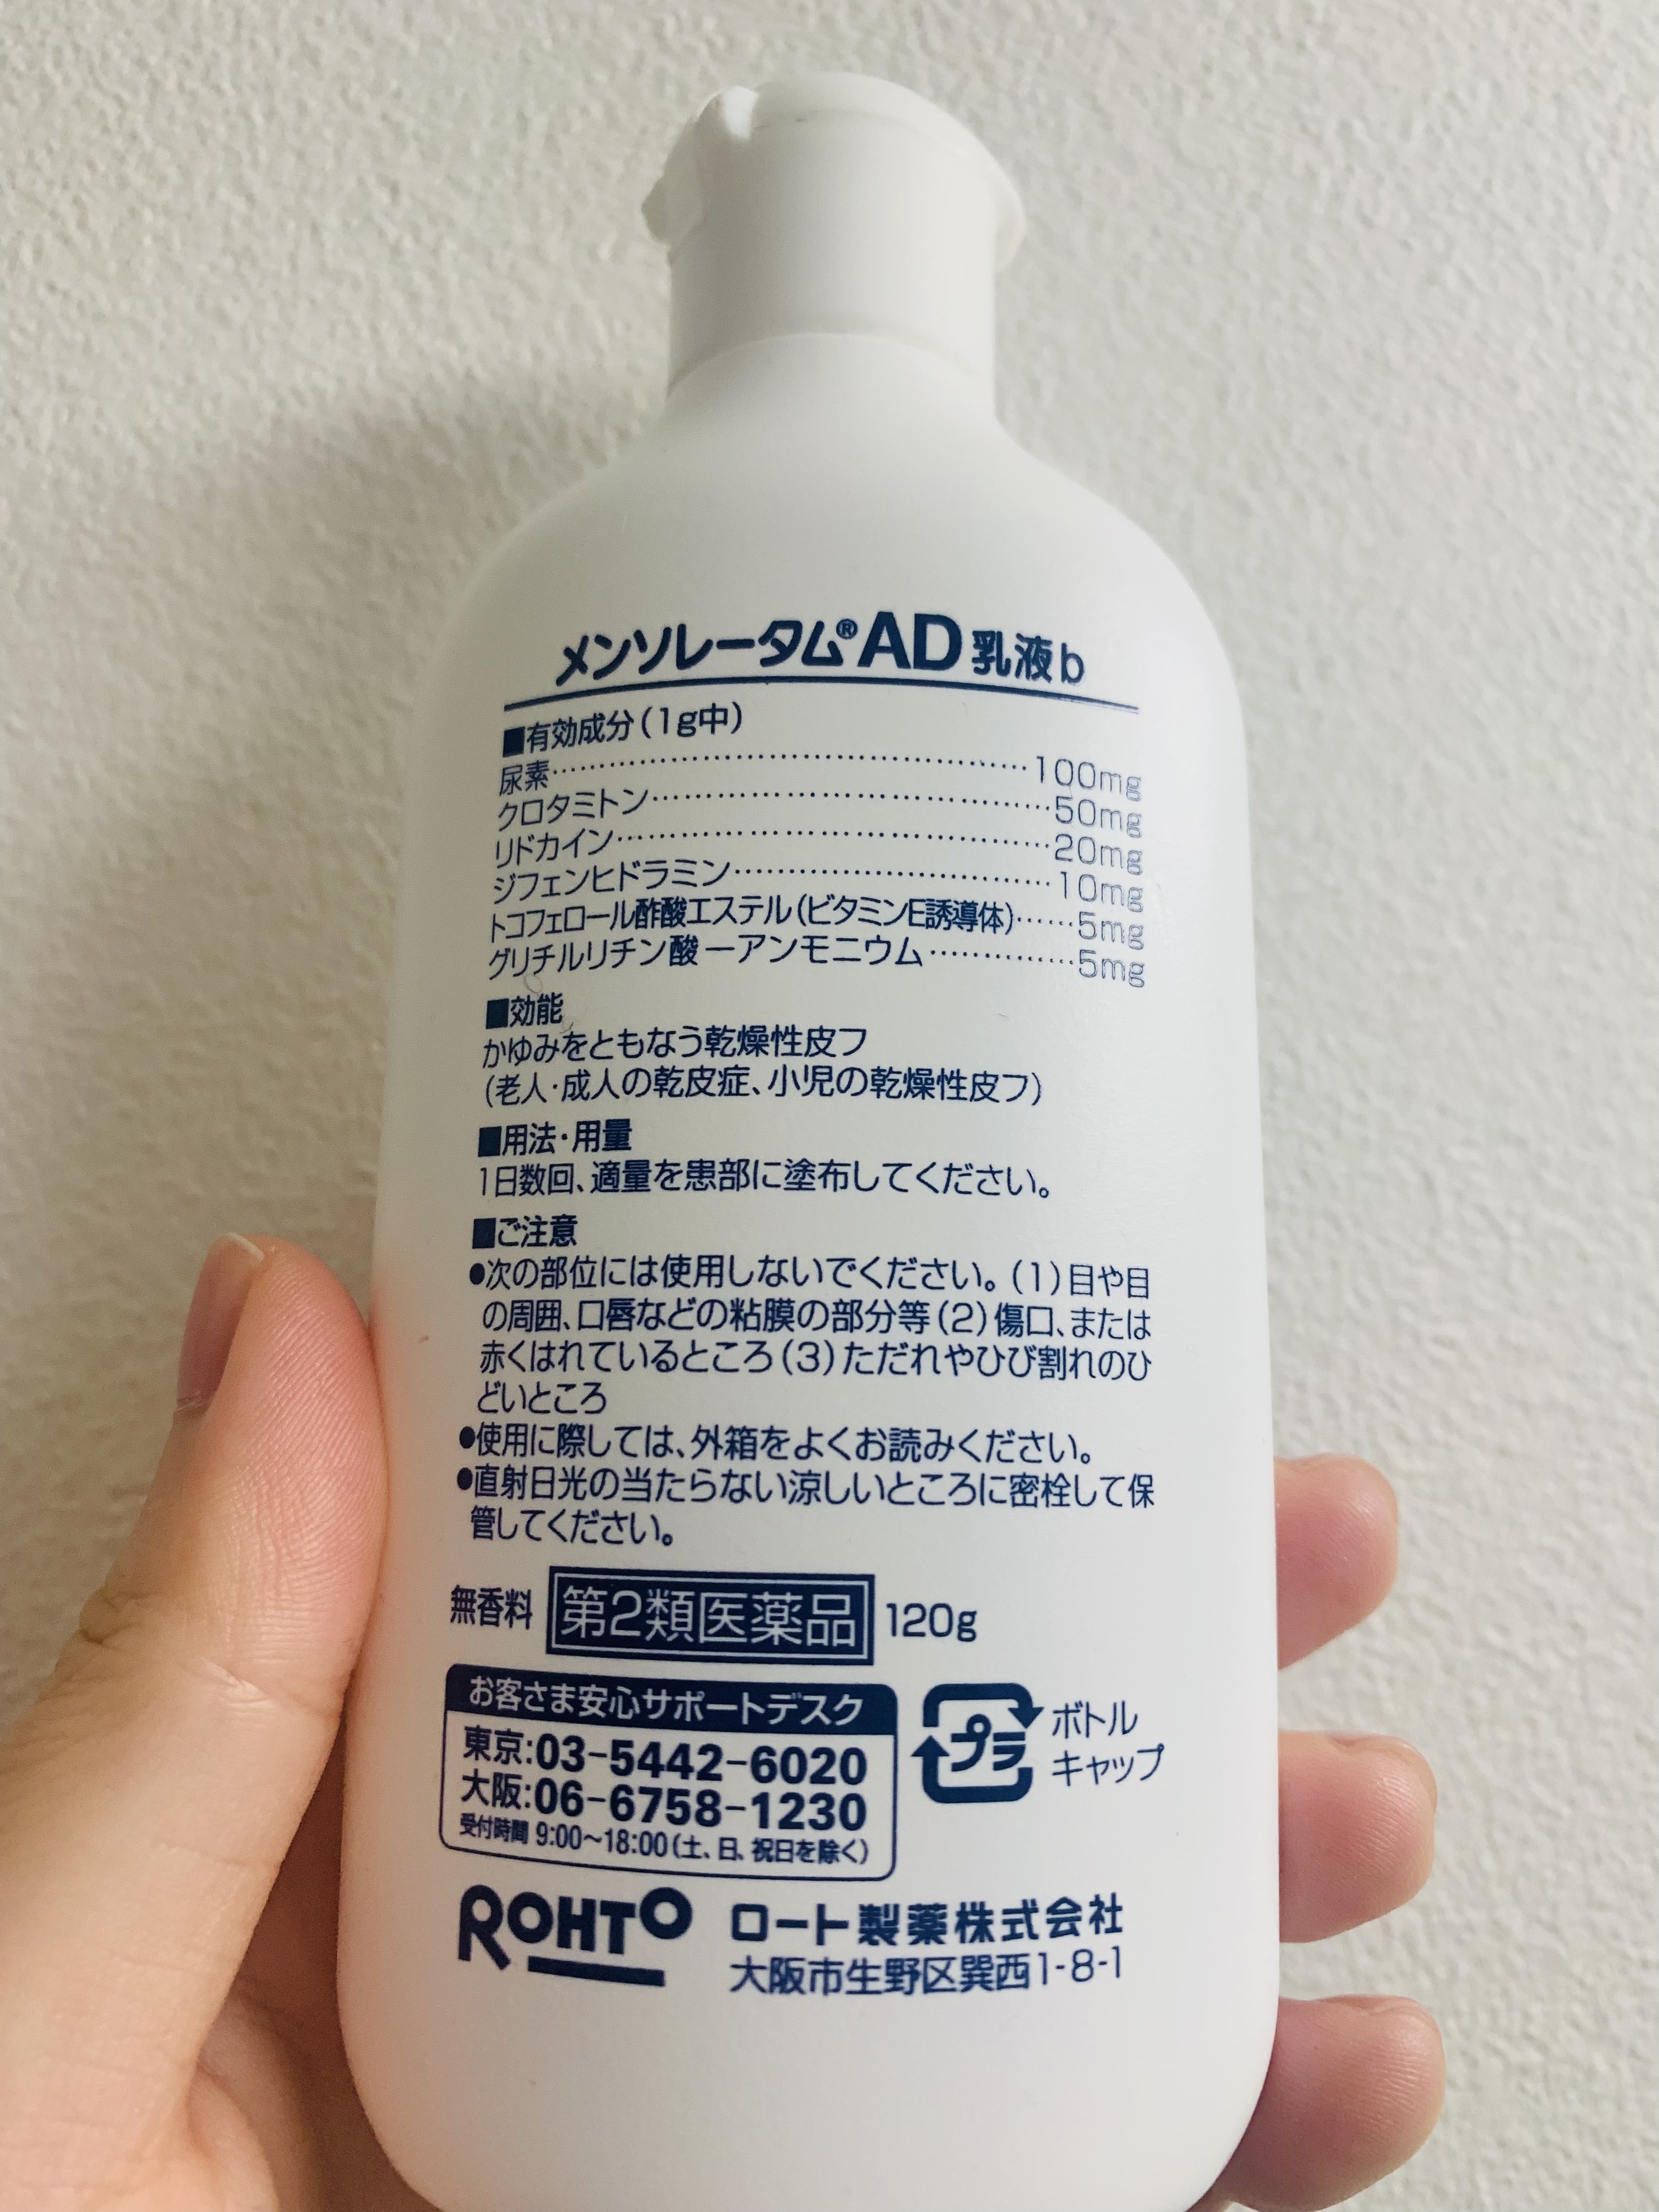 メンソレータム®AD乳液b
■有効成分(1g中)
尿素……………………………………100mg
クロタミトン……………………………50mg
リドカイン………………………………20mg
ジフェンヒドラミン……………………10mg
トコフェロール酢酸エステル(ビタミンE誘導体)……5mg
グリチルリチン酸一アンモニウム……………5mg
■効能
かゆみをともなう乾燥性皮フ
(老人・成人の乾皮症、小児の乾燥性皮フ)
■用法・用量
1日数回、適量を患部に塗布してください。
■ご注意
●次の部位には使用しないでください。(1)目や目
の周囲、口唇などの粘膜の部分等(2)傷口、または
赤くはれているところ(3)ただれやひび割れのひ
どいところ
●使用に際しては、外箱をよくお読みください。
●直射日光の当たらない涼しいところに密栓して保
管してください。
無香料 第2類医薬品 120g
お客さま安心サポートデスク
東京:03-5442-6020
大阪:06-6758-1230
受付時間 9:00~18:00(土、日、祝日を除く)
プラ
ボトル
キャップ
ROHTO ロート製薬株式会社
大阪市生野区巽西1-8-1